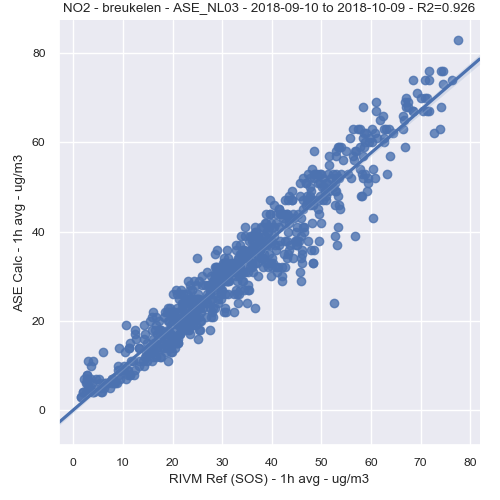 NO2 - breukelen - ASE_NL03 - 2018-09-10 to 2018-10-09 - R2=0.926
80
60
40
20
0
ASE Calc - 1h avg - ug/m3
0 10 20 30 40 50 60 70 80
RIVM Ref (SOS) - 1h avg - ug/m3